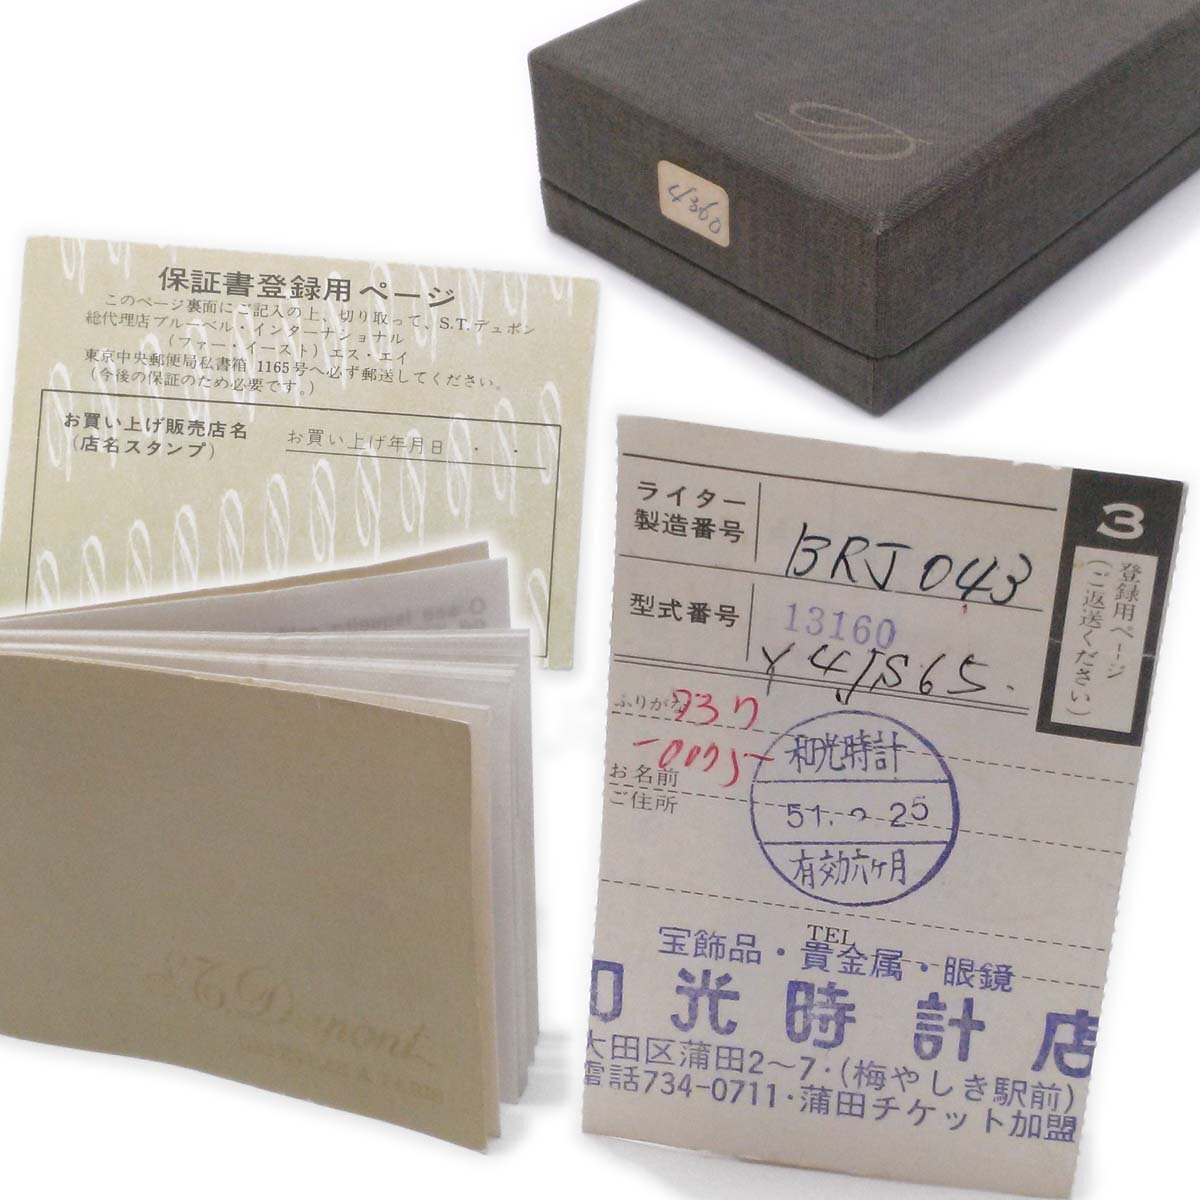 4360
保証書登録用ページ
このページ裏面にご記入の上、切り取って、S.T.デュポン
総代理店ブルーベル・インターナショナル
(ファー・イースト)エス・エイ
東京中央郵便局私書箱 1165号へ必ず郵送してください。
(今後の保証のため必要です。)
お買い上げ販売店名
(店名スタンプ)
お買い上げ年月日 ・ ・
S.T. Dupont
3
登録用ページ
(ご返送ください)
ライター
製造番号
BRJ043
型式番号
13160
ふりがな
お名前
ご住所
和光時計
有効六ヶ月
TEL
宝飾品・貴金属・眼鏡
和光時計店
大田区蒲田2〜7・(梅やしき駅前)
電話734-0711・蒲田チケット加盟